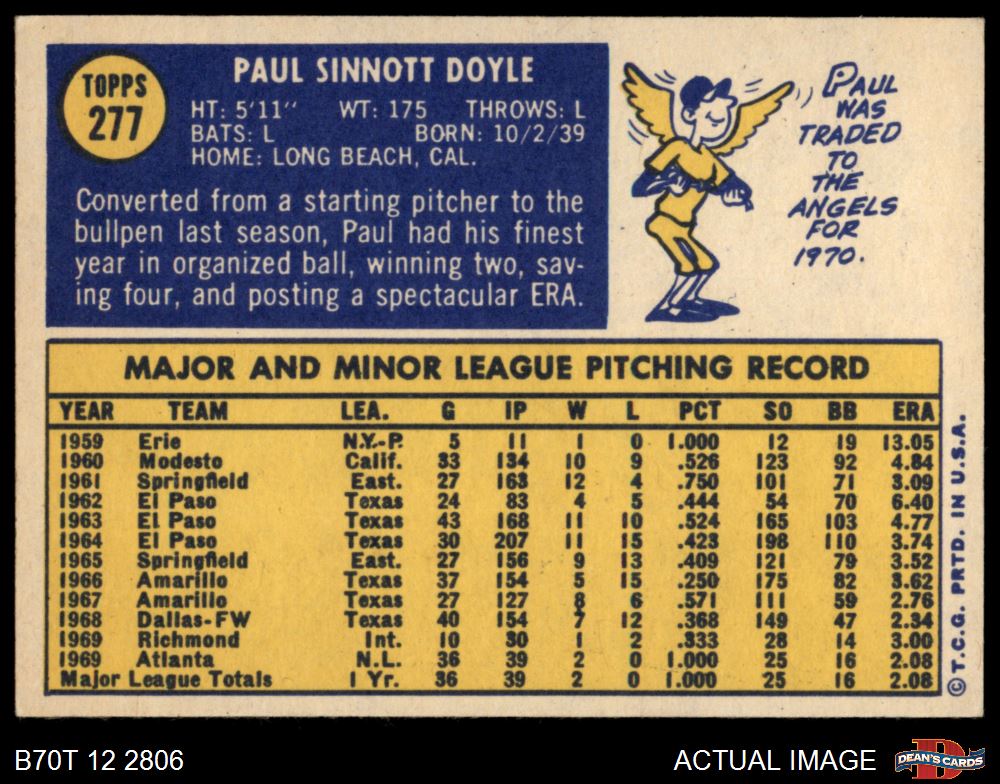 TOPPS
277
PAUL SINNOTT DOYLE
HT: 5'11" WT: 175 THROWS: L
BATS: L BORN: 10/2/39
HOME: LONG BEACH, CAL.
Converted from a starting pitcher to the
bullpen last season, Paul had his finest
year in organized ball, winning two, sav-
ing four, and posting a spectacular ERA.
PAUL
WAS
TRADED
TO
THE
ANGELS
FOR
1970.
MAJOR AND MINOR LEAGUE PITCHING RECORD
YEAR TEAM LEA. G IP W L PCT SO BB ERA
1959 Erie N.Y.-P. 5 11 1 0 1.000 12 19 13.05
1960 Modesto Calif. 33 134 10 9 .526 123 92 4.84
1961 Springfield East. 27 163 12 4 .750 101 71 3.09
1962 El Paso Texas 24 83 4 5 .444 54 70 6.40
1963 El Paso Texas 43 168 11 10 .524 165 103 4.77
1964 El Paso Texas 30 207 11 15 .423 198 110 3.74
1965 Springfield East. 27 156 9 13 .409 121 79 3.52
1966 Amarillo Texas 37 154 5 15 .250 175 82 3.62
1967 Amarillo Texas 27 127 8 6 .571 111 59 2.76
1968 Dallas-FW Texas 40 154 7 12 .368 149 47 2.34
1969 Richmond Int. 10 30 1 2 .333 28 14 3.00
1969 Atlanta N.L. 36 39 2 0 1.000 25 16 2.08
Major League Totals 1 Yr. 36 39 2 0 1.000 25 16 2.08
© T.C.G. PRTD. IN U.S.A.
B70T 12 2806
ACTUAL IMAGE
DEAN'S CARDS